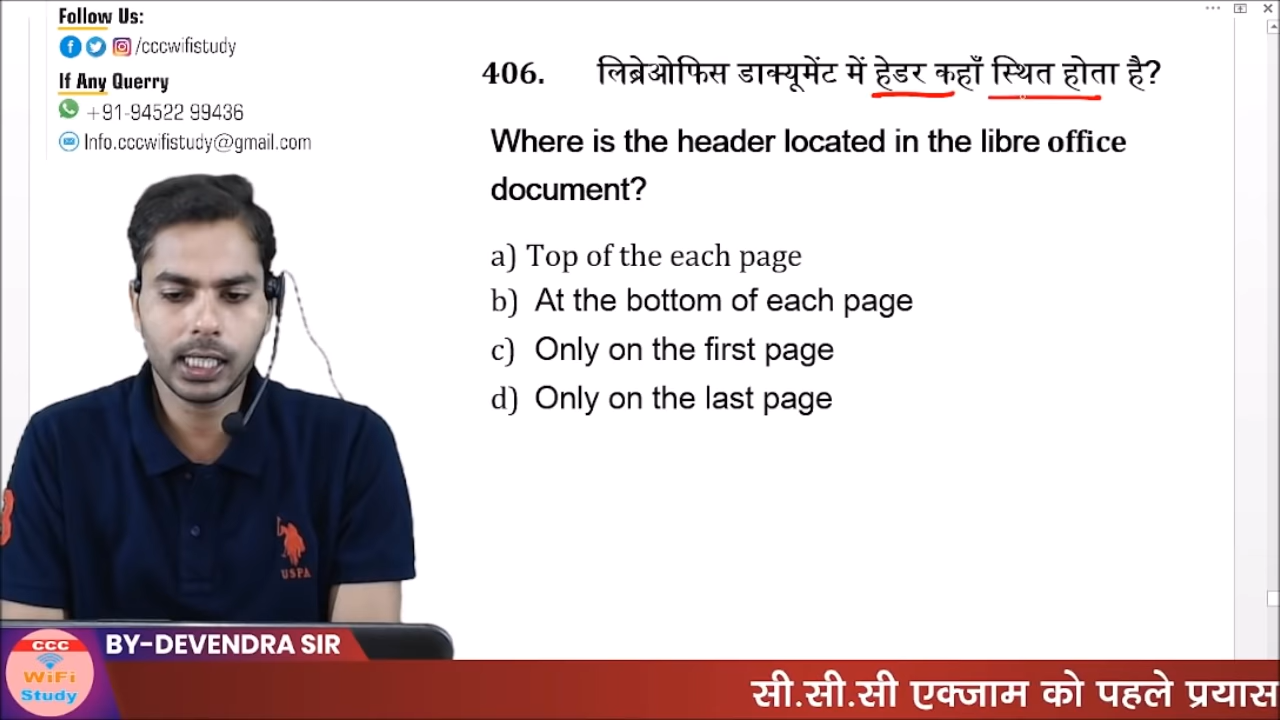 Follow Us:
/cccwifistudy
If Any Querry
+91-94522 99436
Info.cccwifistudy@gmail.com
406. लिब्रेओफिस डाक्यूमेंट में हेडर कहाँ स्थित होता है?
Where is the header located in the libre office
document?
a) Top of the each page
b) At the bottom of each page
c) Only on the first page
d) Only on the last page
USPA
CCC
WiFi
Study
BY-DEVENDRA SIR
सी.सी.सी एक्जाम को पहले प्रयास